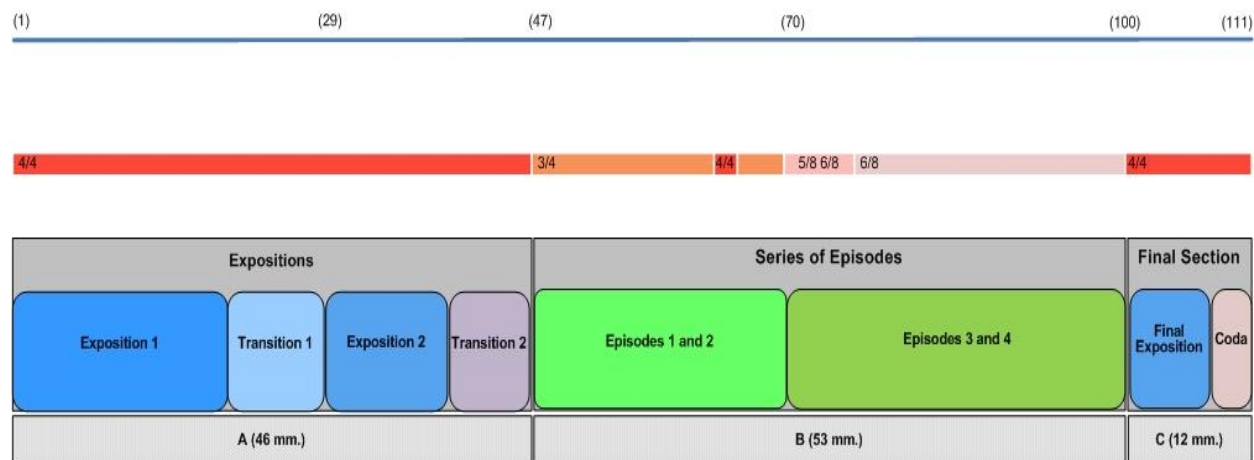 (1) (29) (47) (70) (100) (111)
4/4 3/4 4/4 5/8 6/8 6/8 4/4
Expositions Series of Episodes Final Section
Exposition 1 Transition 1 Exposition 2 Transition 2 Episodes 1 and 2 Episodes 3 and 4 Final Exposition Coda
A (46 mm.) B (53 mm.) C (12 mm.)